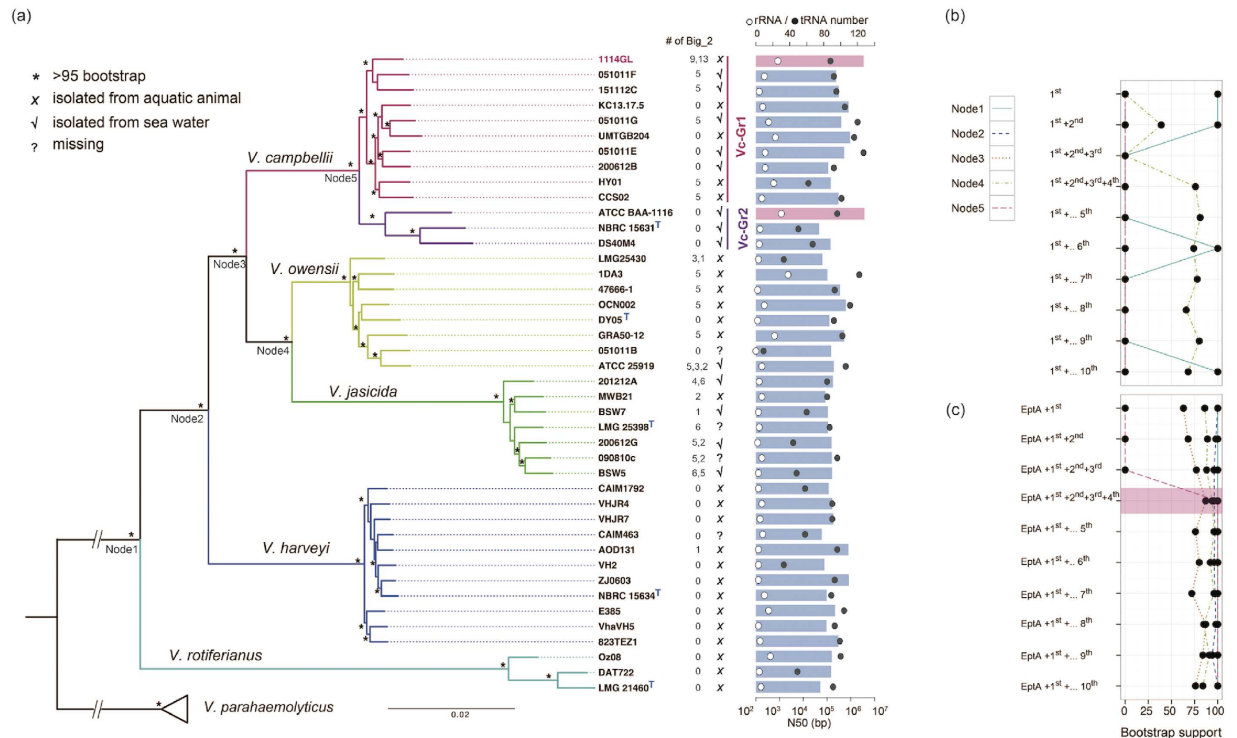 (a)
(b)
(c)
○ rRNA / ● tRNA number
# of Big_2
0 40 80 120
* >95 bootstrap
x isolated from aquatic animal
√ isolated from sea water
? missing
V. campbellii
V. owensii
V. jasicida
V. harveyi
V. rotiferianus
V. parahaemolyticus
Node5
Node3
Node4
Node2
Node1
Vc-Gr1
Vc-Gr2
1114GL 9,13 x
051011F 5 √
151112C 5 √
KC13.17.5 0 x
051011G 5 √
UMTGB204 0 x
051011E 0 √
200612B 0 √
HY01 5 x
CCS02 5 x
ATCC BAA-1116 0 √
NBRC 15631ᵀ 0 √
DS40M4 0 √
LMG25430 3,1 x
1DA3 5 x
47666-1 5 x
OCN002 5 x
DY05ᵀ 0 x
GRA50-12 5 x
051011B 0 ?
ATCC 25919 5,3,2 √
201212A 4,6 √
MWB21 2 x
BSW7 1 √
LMG 25398ᵀ 6 ?
200612G 5,2 √
090810c 5,2 ?
BSW5 6,5 √
CAIM1792 0 x
VHJR4 0 x
VHJR7 0 x
CAIM463 0 ?
AOD131 1 x
VH2 0 x
ZJ0603 0 x
NBRC 15634ᵀ 0 x
E385 0 x
VhaVH5 0 x
823TEZ1 0 x
Oz08 0 x
DAT722 0 x
LMG 21460ᵀ 0 x
0.02
10² 10³ 10⁴ 10⁵ 10⁶ 10⁷
N50 (bp)
Node1
Node2
Node3
Node4
Node5
1st
1st +2nd
1st +2nd+3rd
1st +2nd+3rd+4th
1st +... 5th
1st +.. 6th
1st +... 7th
1st +... 8th
1st +... 9th
1st +... 10th
0 25 50 75 100
EptA +1st
EptA +1st +2nd
EptA +1st +2nd+3rd
EptA +1st +2nd+3rd+4th
EptA +1st +... 5th
EptA +1st +.. 6th
EptA +1st +... 7th
EptA +1st +... 8th
EptA +1st +... 9th
EptA +1st +... 10th
0 25 50 75 100
Bootstrap support